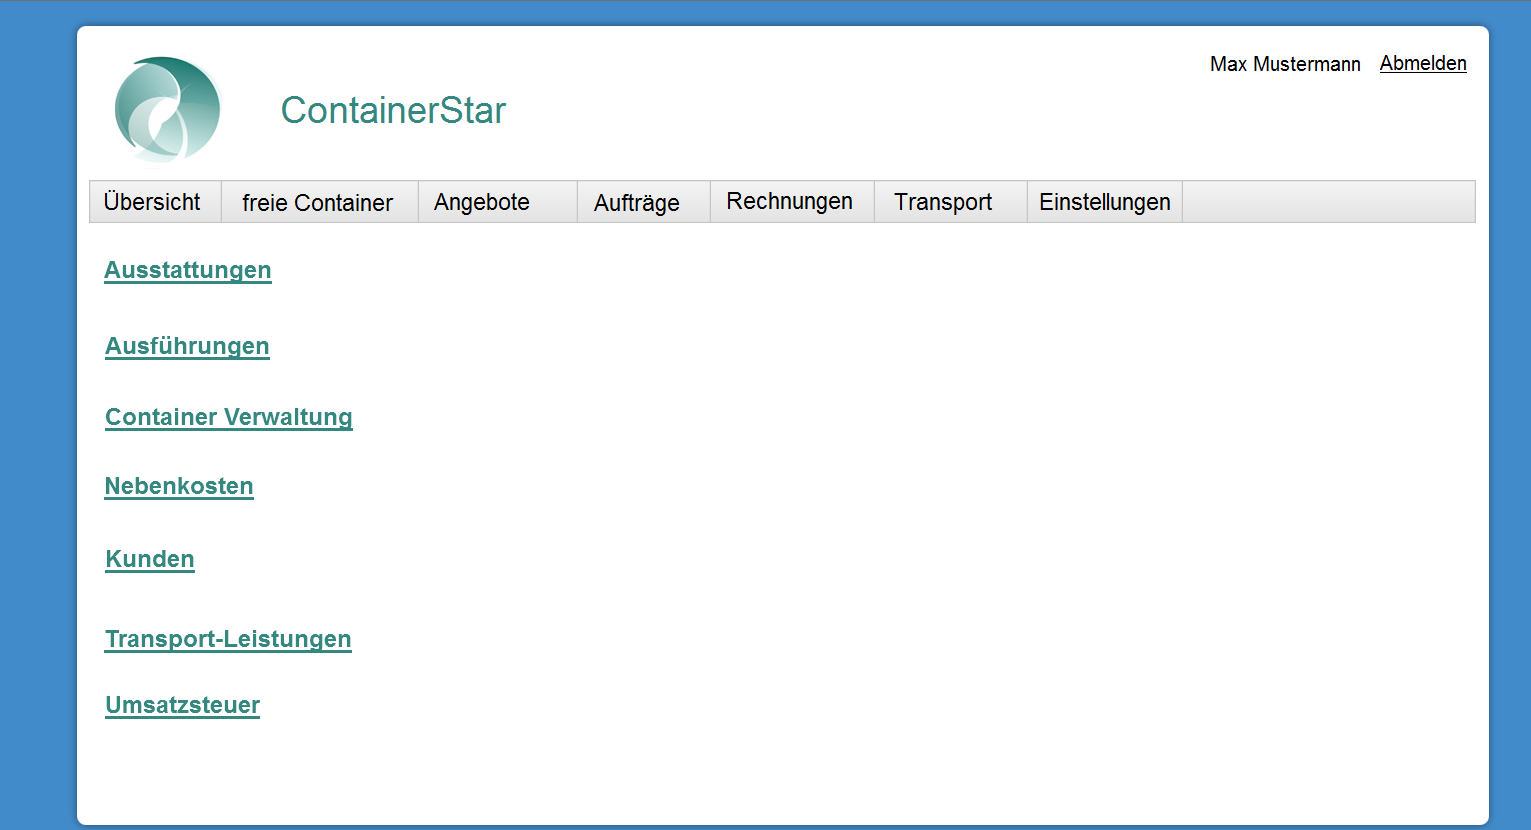 Max Mustermann Abmelden
ContainerStar
Übersicht freie Container Angebote Aufträge Rechnungen Transport Einstellungen
Ausstattungen
Ausführungen
Container Verwaltung
Nebenkosten
Kunden
Transport-Leistungen
Umsatzsteuer